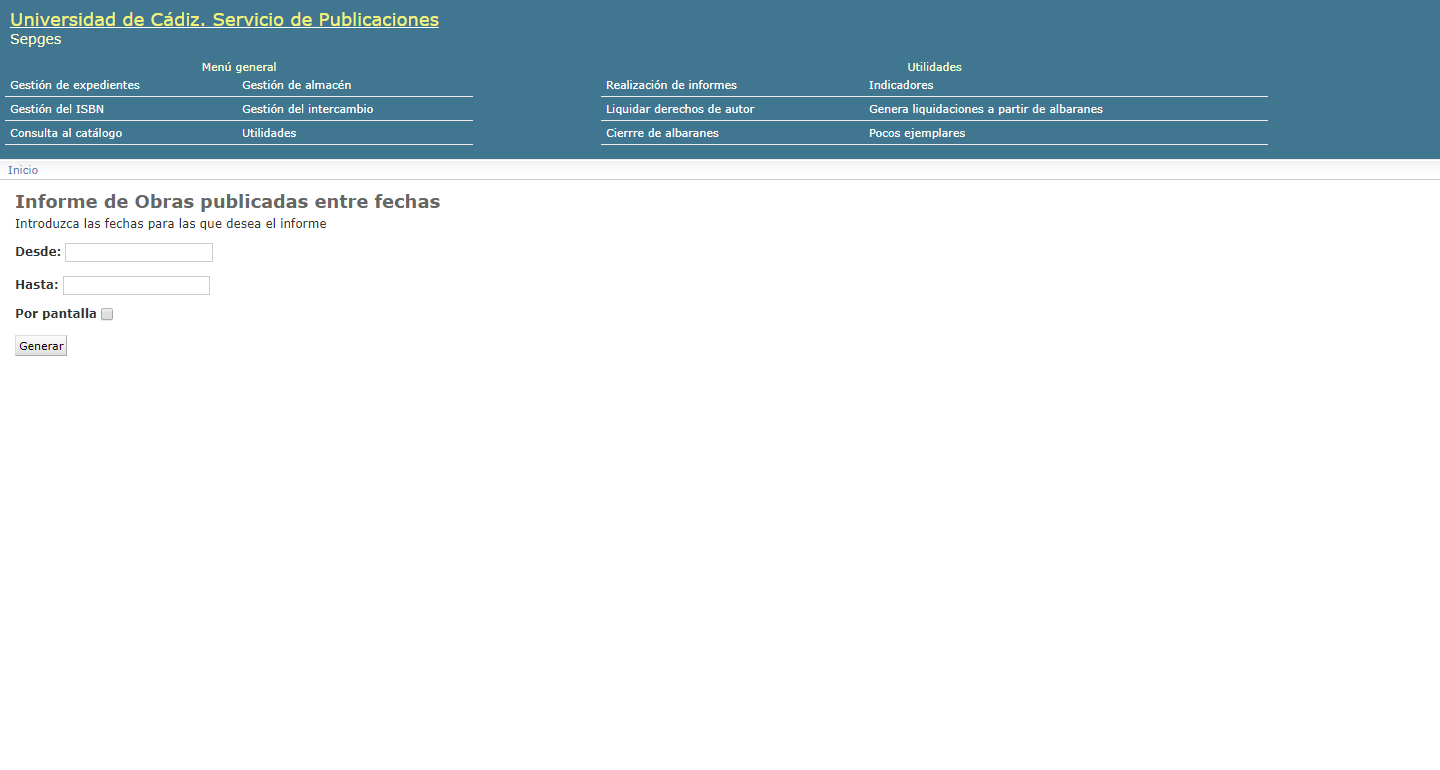 Universidad de Cádiz. Servicio de Publicaciones
Sepges
Menú general
Gestión de expedientes Gestión de almacén
Gestión del ISBN Gestión del intercambio
Consulta al catálogo Utilidades
Utilidades
Realización de informes Indicadores
Liquidar derechos de autor Genera liquidaciones a partir de albaranes
Cierrre de albaranes Pocos ejemplares
Inicio
Informe de Obras publicadas entre fechas
Introduzca las fechas para las que desea el informe
Desde:
Hasta:
Por pantalla
Generar